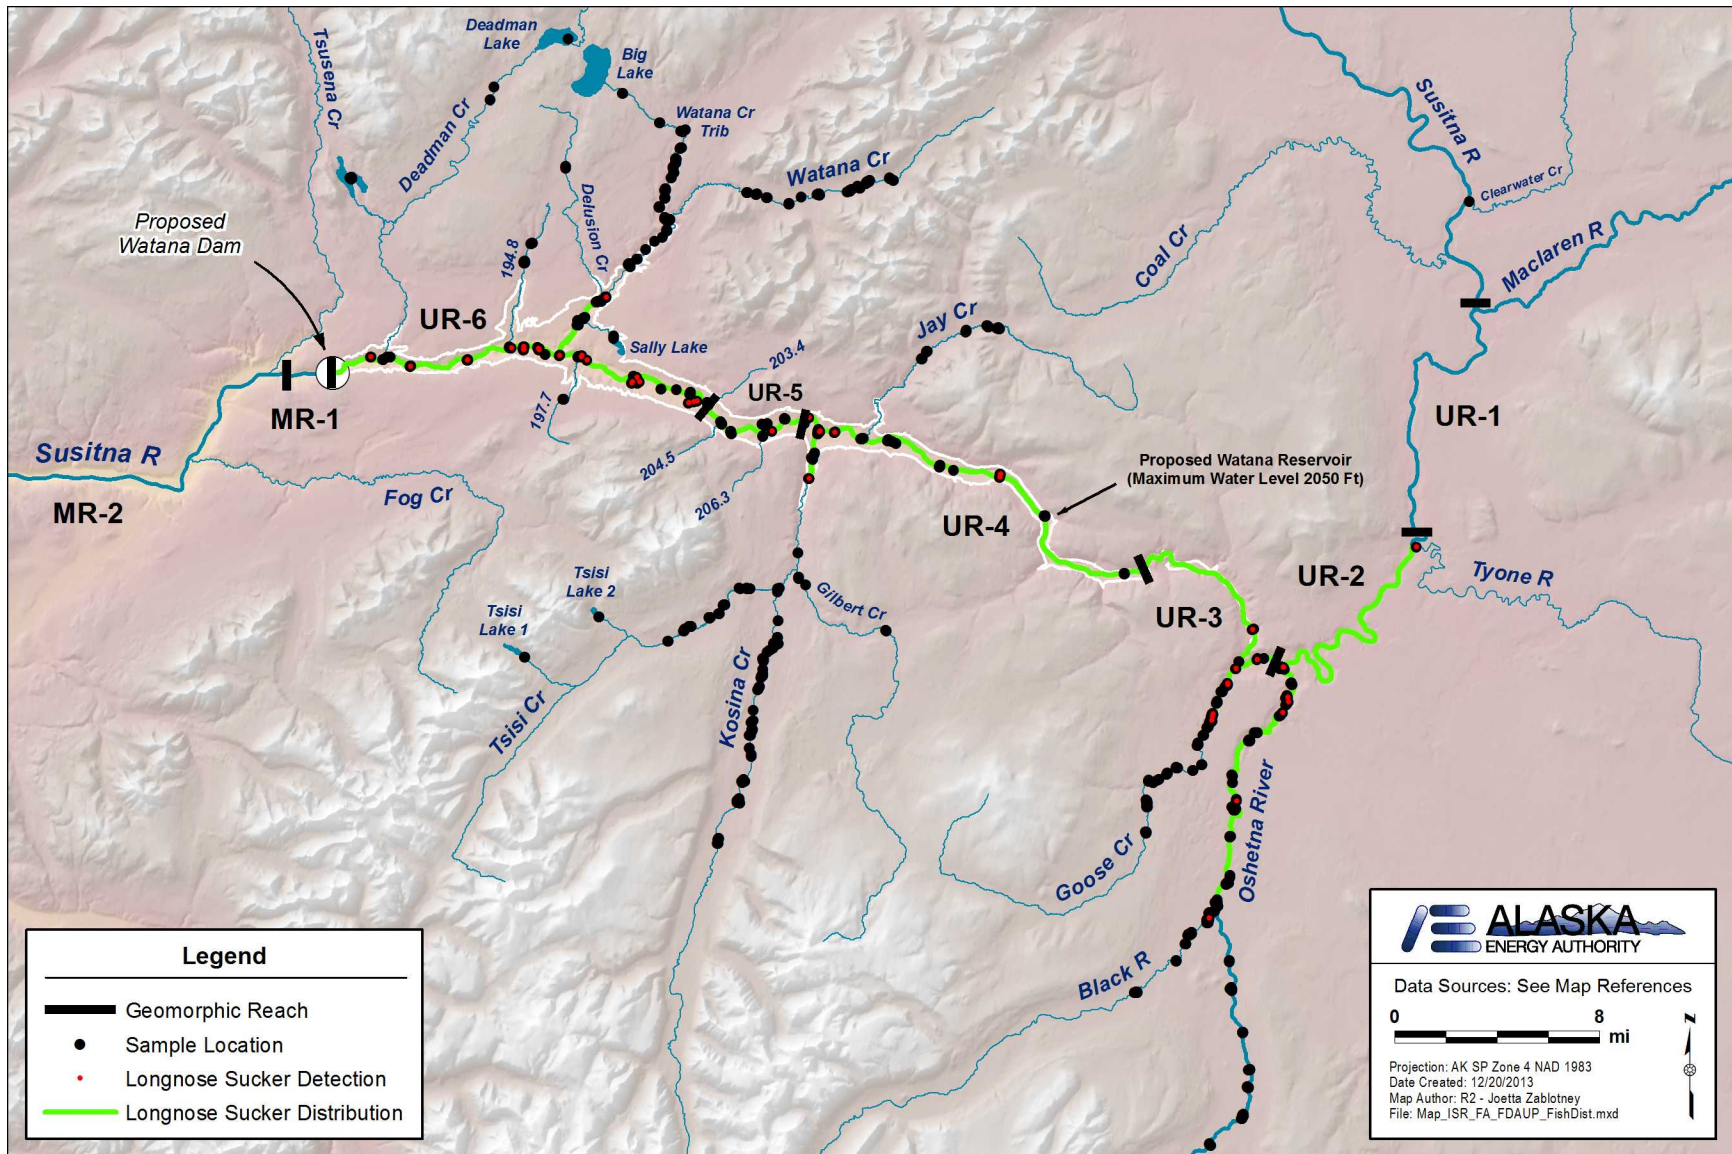 Deadman
Lake
Big
Lake
Tsusena Cr
Deadman Cr
Watana Cr
Trib
Watana Cr
Susitna R
Clearwater Cr
Maclaren R
Coal Cr
Proposed
Watana Dam
Delusion Cr
194.8
UR-6
Sally Lake
Jay Cr
203.4
UR-5
197.7
MR-1
UR-1
Susitna R
MR-2
Fog Cr
204.5
206.3
Proposed Watana Reservoir
(Maximum Water Level 2050 Ft)
UR-4
UR-2
Tyone R
Tsisi
Lake 2
Tsisi
Lake 1
Gilbert Cr
UR-3
Kosina Cr
Tsisi Cr
Goose Cr
Oshetna River
Black R
Legend
Geomorphic Reach
Sample Location
Longnose Sucker Detection
Longnose Sucker Distribution
ALASKA
ENERGY AUTHORITY
Data Sources: See Map References
0 8
mi
N
Projection: AK SP Zone 4 NAD 1983
Date Created: 12/20/2013
Map Author: R2 - Joetta Zablotney
File: Map_ISR_FA_FDAUP_FishDist.mxd